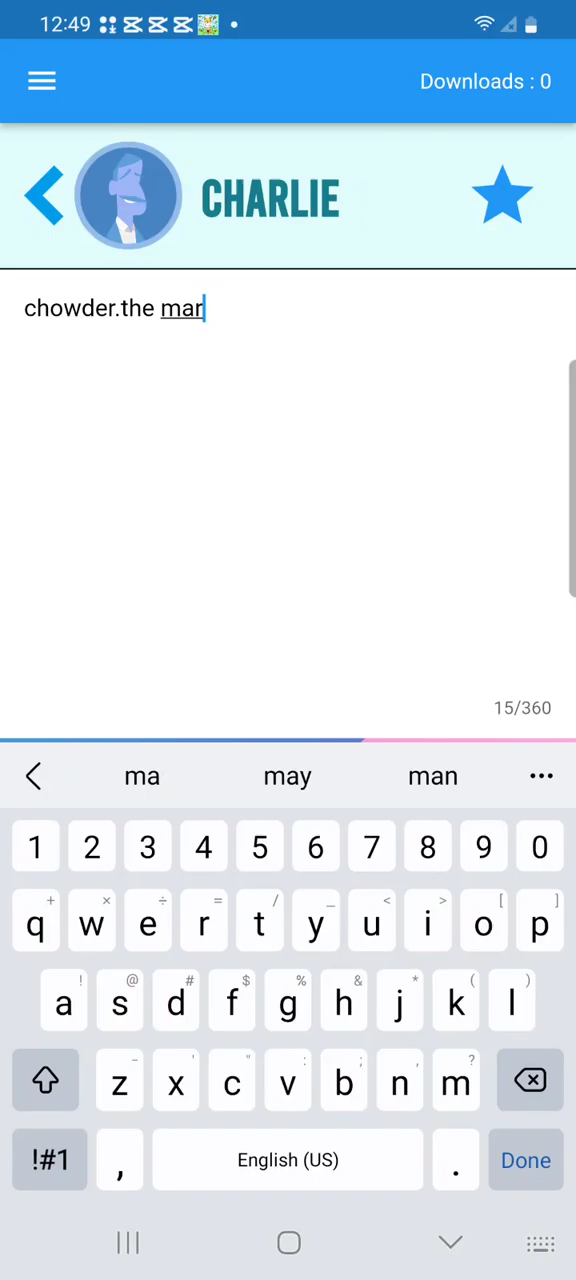 12:49
Downloads : 0
CHARLIE
chowder.the mar
15/360
ma may man ...
1 2 3 4 5 6 7 8 9 0
+ × ÷ = / _ < > [ ]
q w e r t y u i o p
! @ # $ % & * ( )
a s d f g h j k l
- ' " : ; , ?
z x c v b n m
!#1 , English (US) . Done